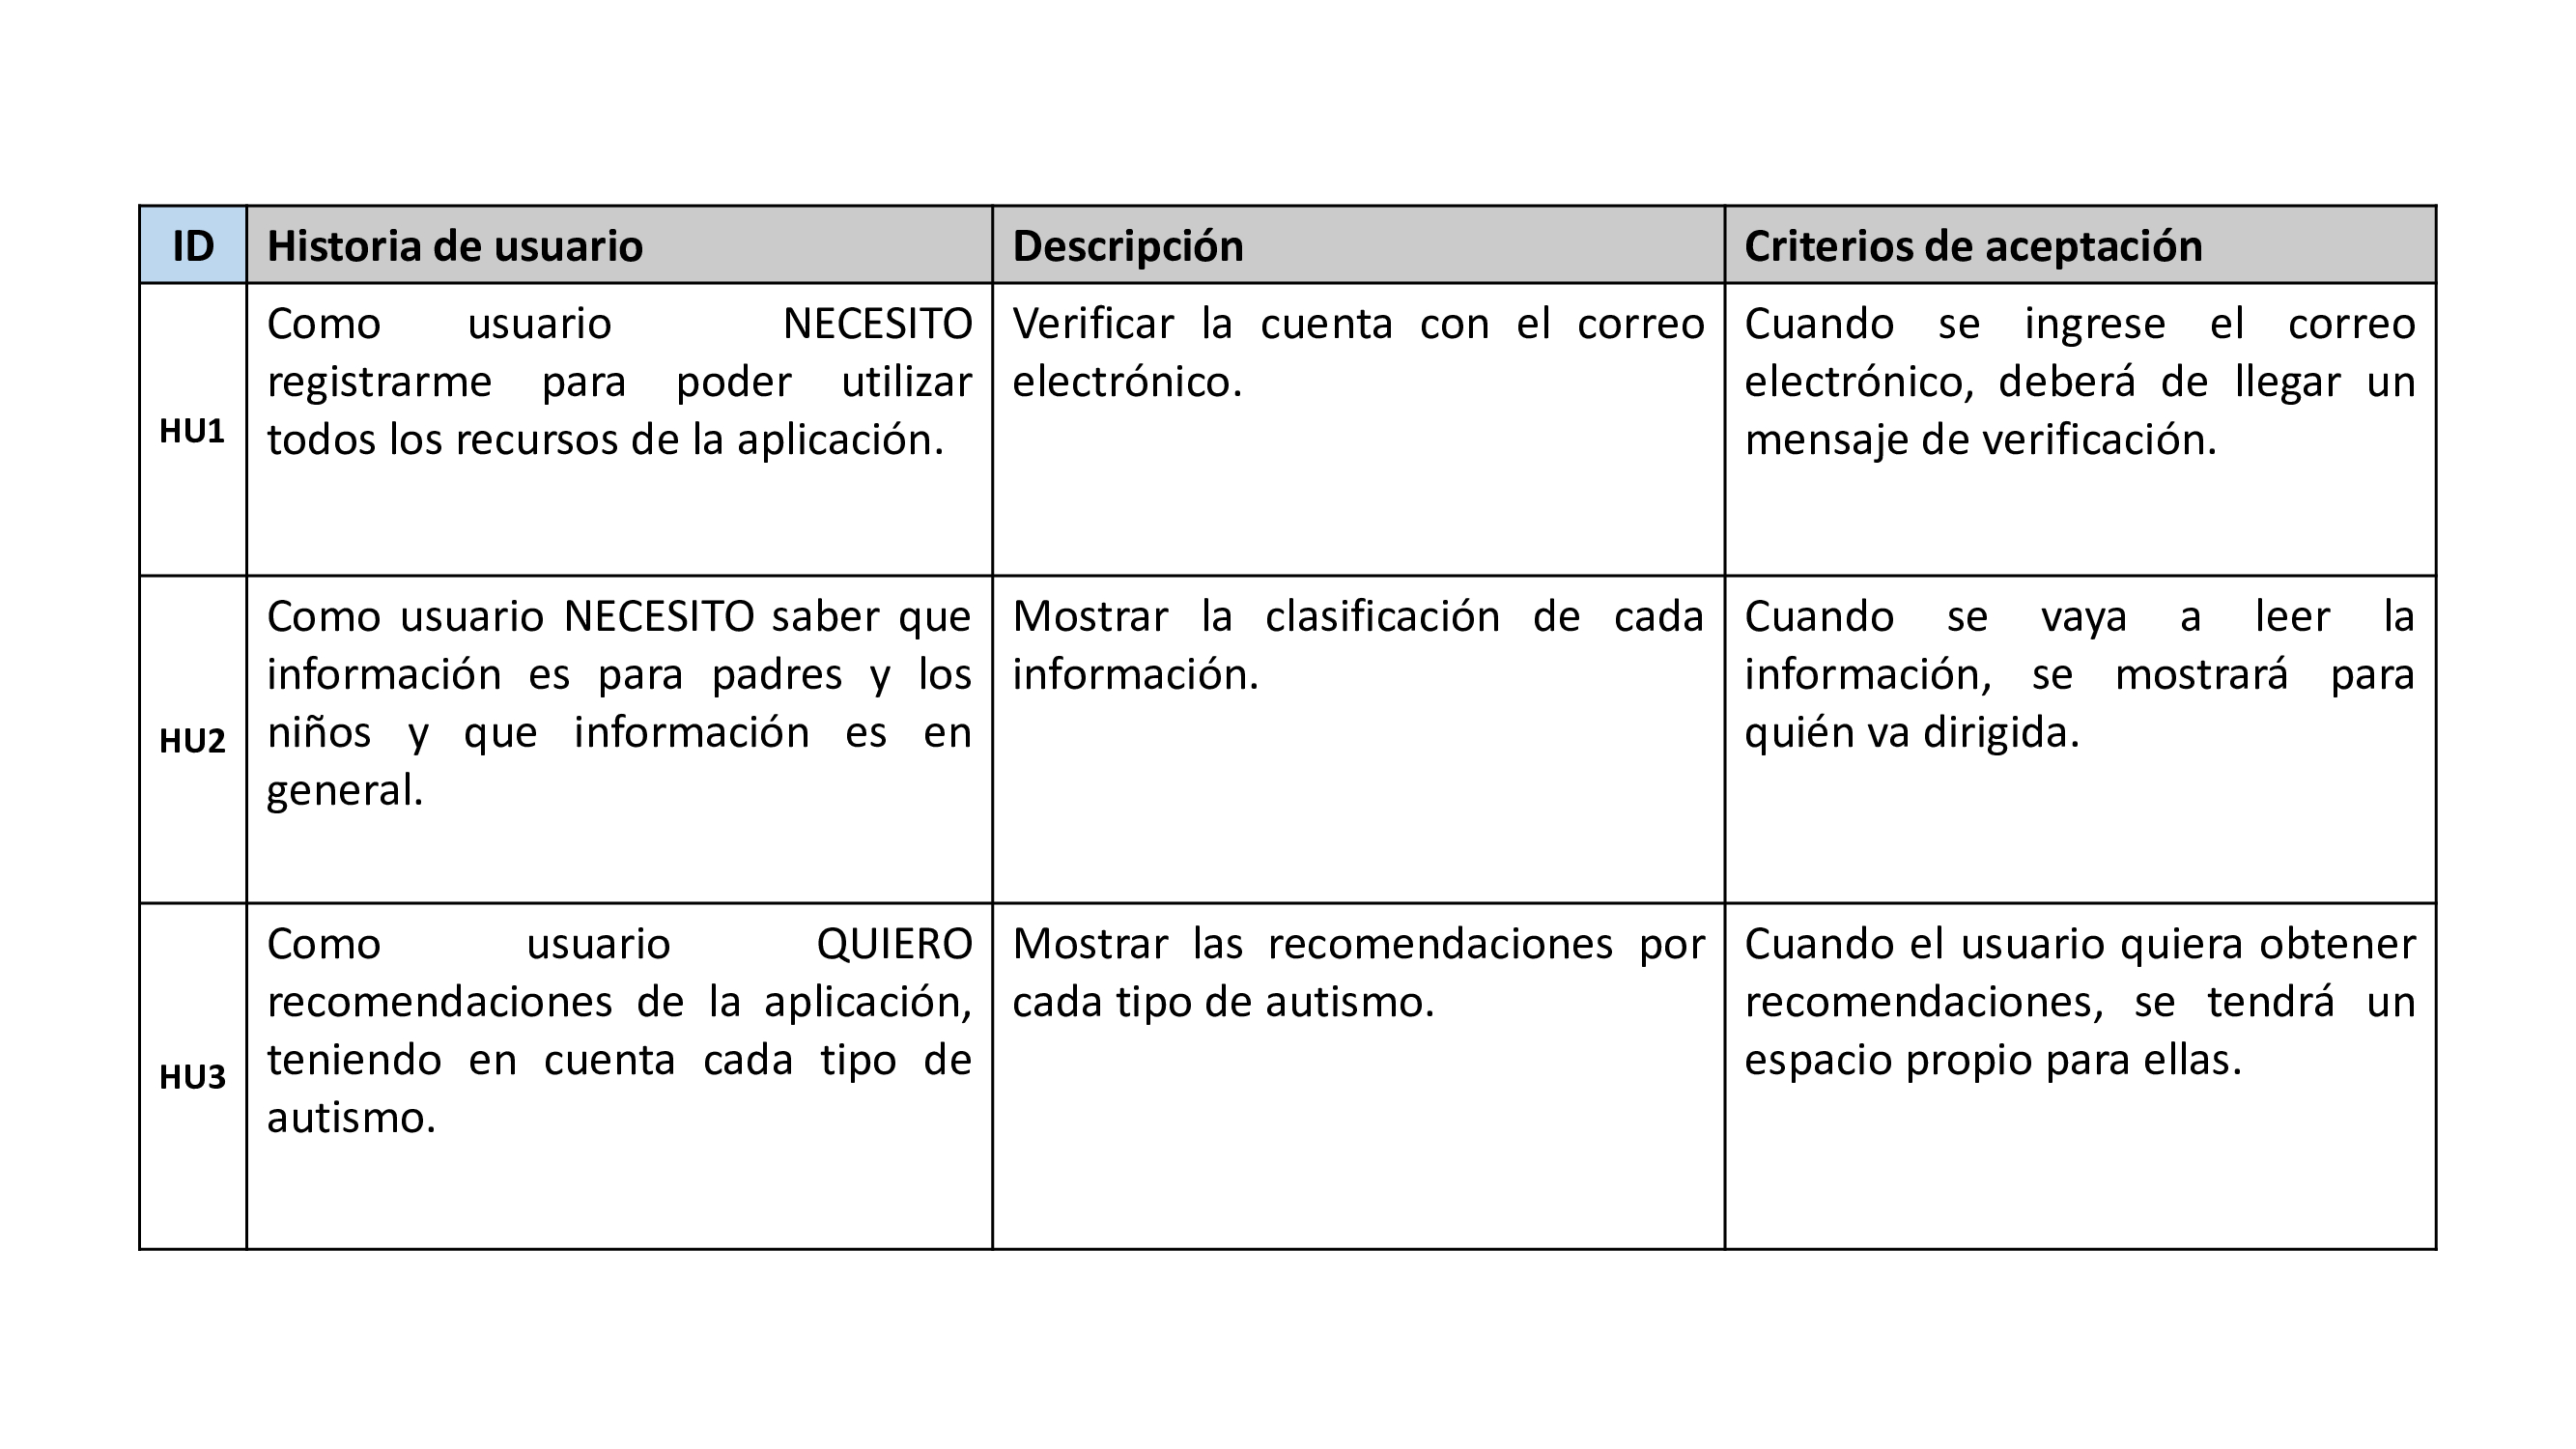 ID
Historia de usuario
Descripción
Criterios de aceptación
HU1
Como usuario NECESITO
registrarme para poder utilizar
todos los recursos de la aplicación.
Verificar la cuenta con el correo
electrónico.
Cuando se ingrese el correo
electrónico, deberá de llegar un
mensaje de verificación.
HU2
Como usuario NECESITO saber que
información es para padres y los
niños y que información es en
general.
Mostrar la clasificación de cada
información.
Cuando se vaya a leer la
información, se mostrará para
quién va dirigida.
HU3
Como usuario QUIERO
recomendaciones de la aplicación,
teniendo en cuenta cada tipo de
autismo.
Mostrar las recomendaciones por
cada tipo de autismo.
Cuando el usuario quiera obtener
recomendaciones, se tendrá un
espacio propio para ellas.